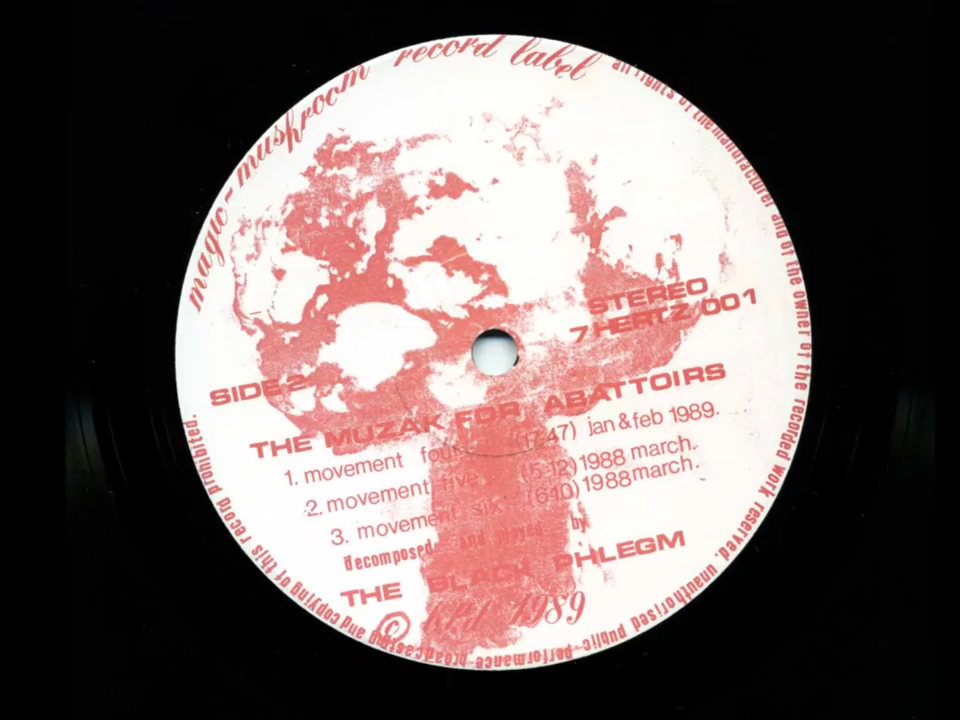 magic~mushroom record label
all rights of the manufacturer and of the owner of the recorded work reserved. unauthorised public performance broadcasting and copying of this record prohibited.
STEREO
7 HERTZ 001
SIDE 2
THE MUZAK FOR ABATTOIRS
1. movement four (17:47) jan & feb 1989.
2. movement five (5:12) 1988 march.
3. movement six (6:10) 1988 march.
decomposed and played by
THE BLACK PHLEGM
© 1989